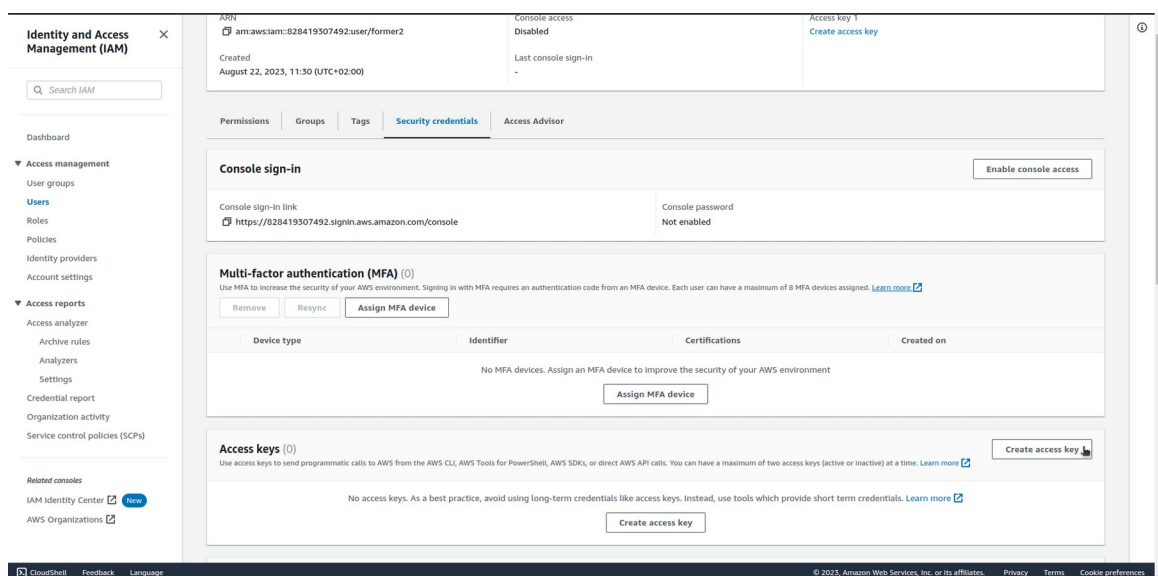 Identity and Access Management (IAM)
Search IAM
Dashboard
Access management
User groups
Users
Roles
Policies
Identity providers
Account settings
Access reports
Access analyzer
Archive rules
Analyzers
Settings
Credential report
Organization activity
Service control policies (SCPs)
Related consoles
IAM Identity Center New
AWS Organizations
ARN
arn:aws:iam::828419307492:user/former2
Console access
Disabled
Access key 1
Create access key
Created
August 22, 2023, 11:30 (UTC+02:00)
Last console sign-in
-
Permissions Groups Tags Security credentials Access Advisor
Console sign-in
Enable console access
Console sign-in link
https://828419307492.signin.aws.amazon.com/console
Console password
Not enabled
Multi-factor authentication (MFA) (0)
Use MFA to increase the security of your AWS environment. Signing in with MFA requires an authentication code from an MFA device. Each user can have a maximum of 8 MFA devices assigned. Learn more
Remove Resync Assign MFA device
Device type Identifier Certifications Created on
No MFA devices. Assign an MFA device to improve the security of your AWS environment
Assign MFA device
Access keys (0)
Create access key
Use access keys to send programmatic calls to AWS from the AWS CLI, AWS Tools for PowerShell, AWS SDKs, or direct AWS API calls. You can have a maximum of two access keys (active or inactive) at a time. Learn more
No access keys. As a best practice, avoid using long-term credentials like access keys. Instead, use tools which provide short term credentials. Learn more
Create access key
CloudShell Feedback Language
© 2023, Amazon Web Services, Inc. or its affiliates. Privacy Terms Cookie preferences